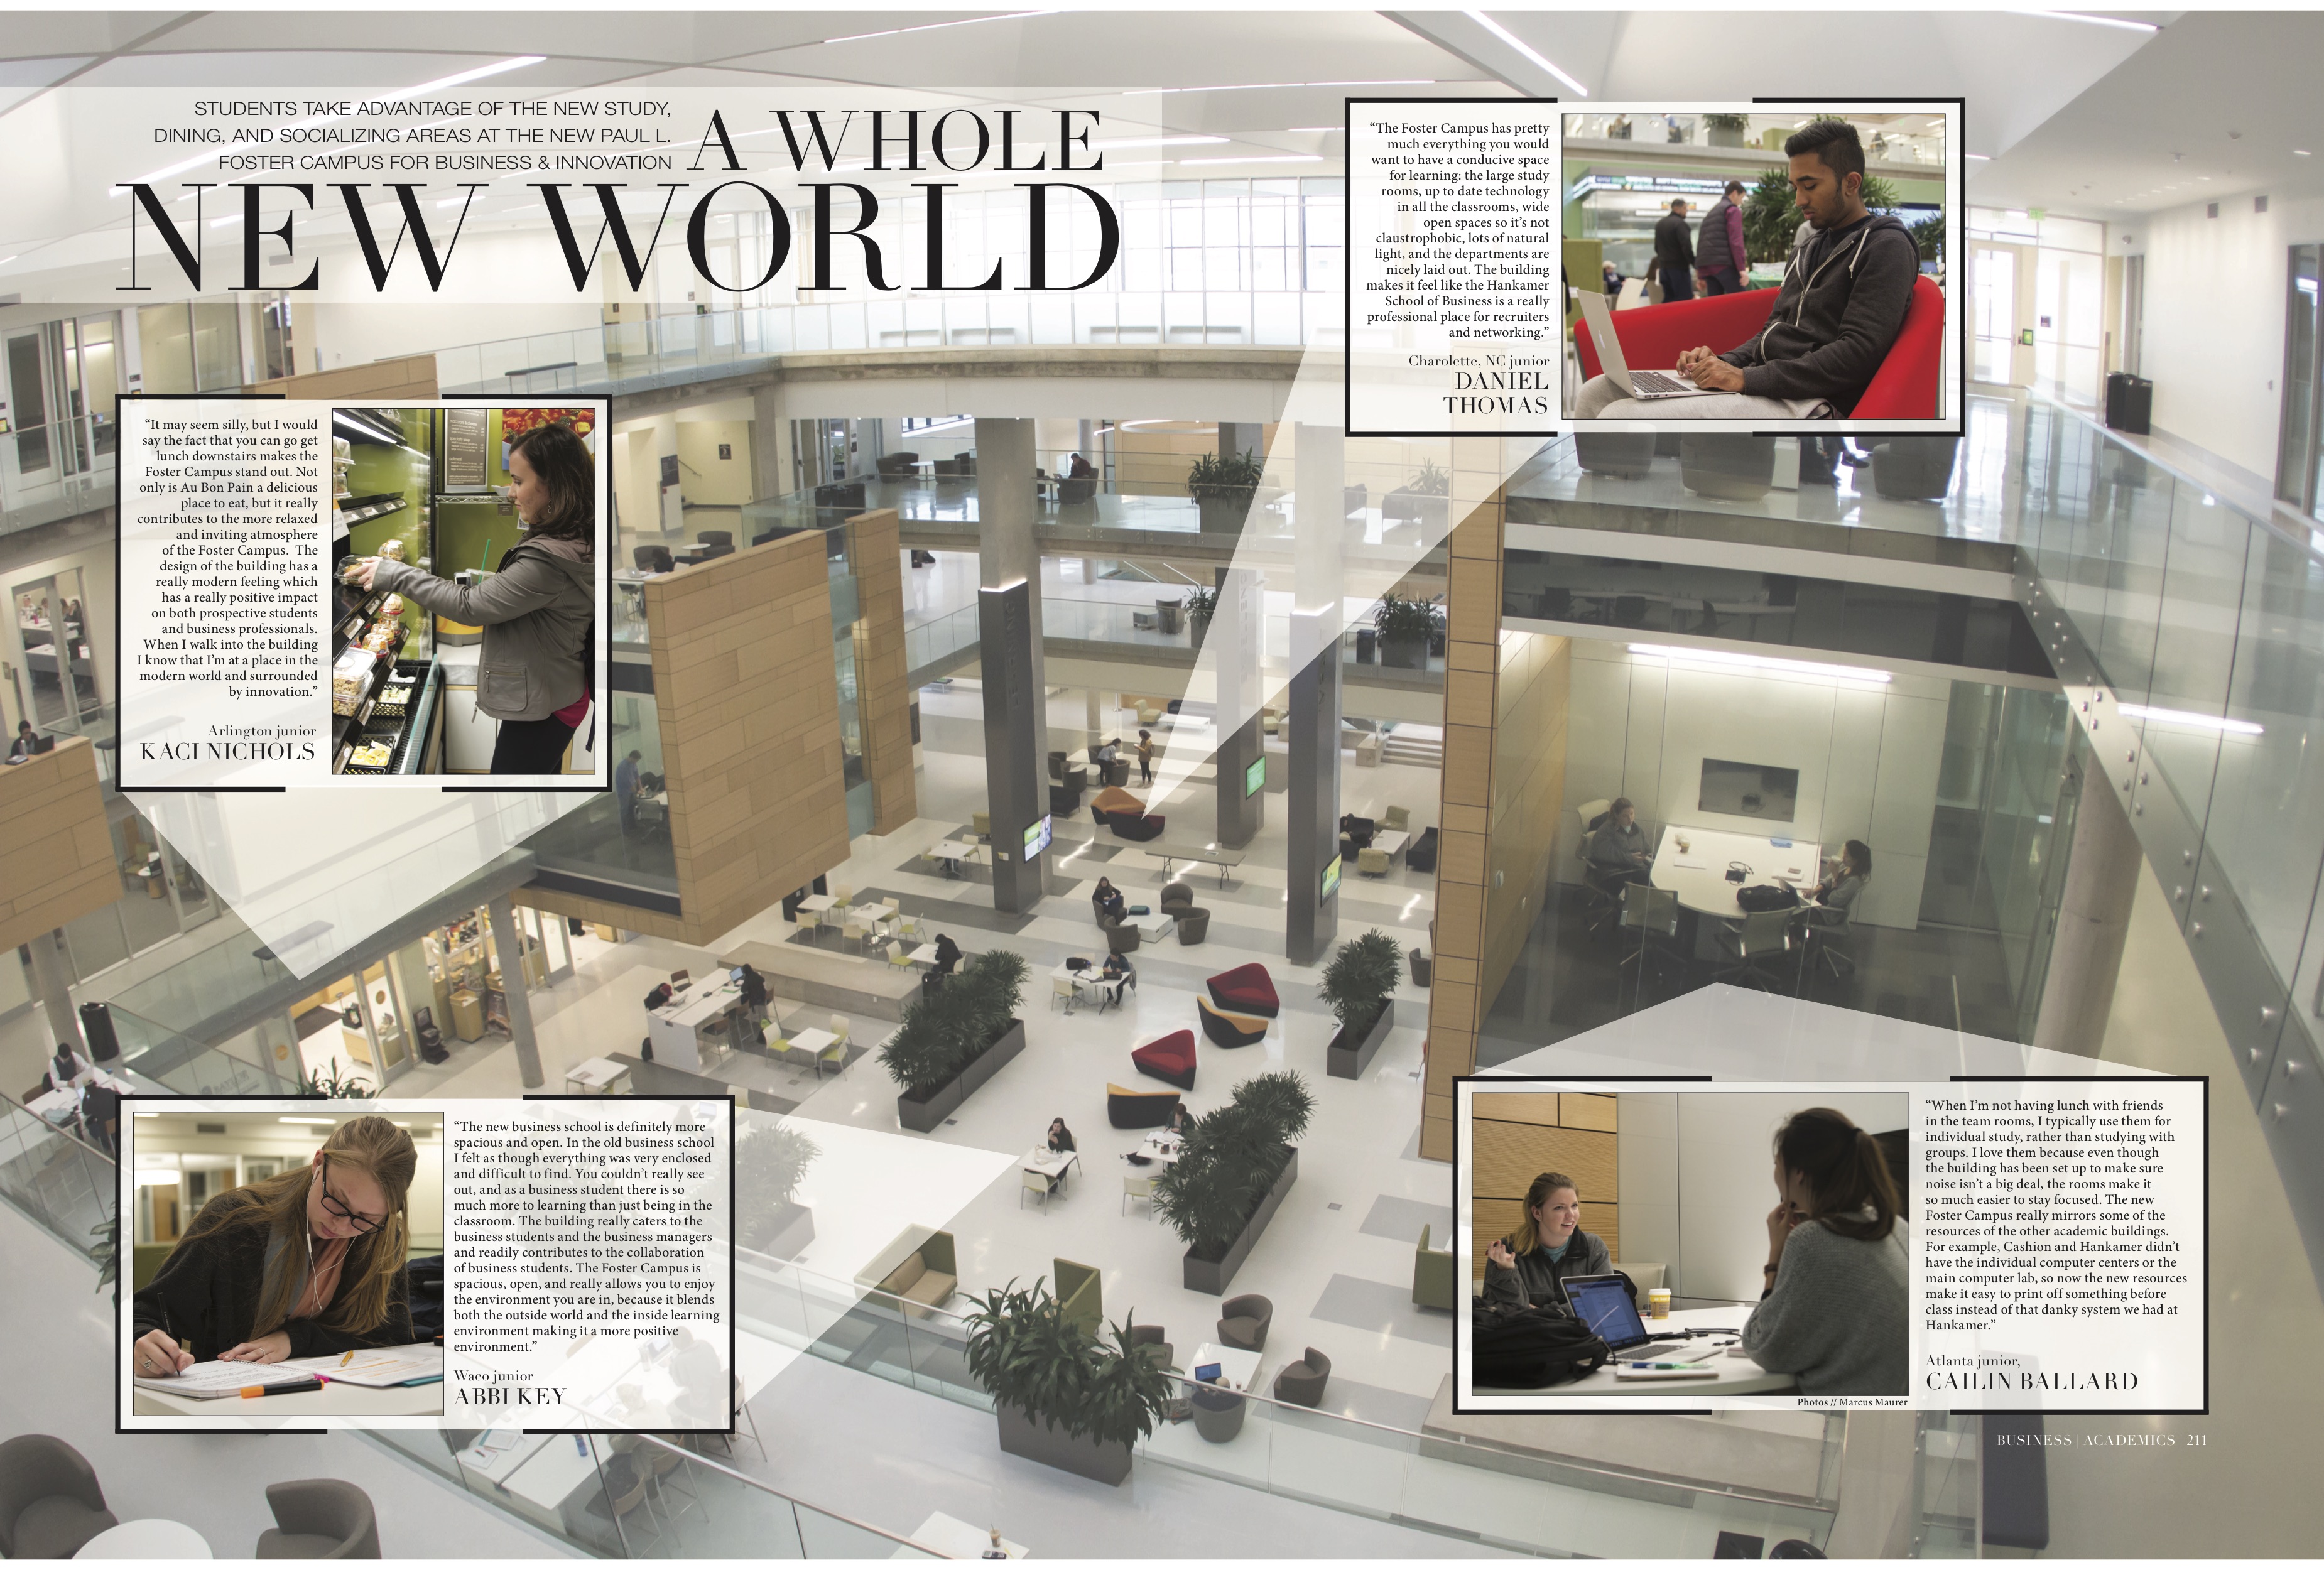 STUDENTS TAKE ADVANTAGE OF THE NEW STUDY,
DINING, AND SOCIALIZING AREAS AT THE NEW PAUL L.
FOSTER CAMPUS FOR BUSINESS & INNOVATION
A WHOLE
NEW WORLD
“It may seem silly, but I would
say the fact that you can go get
lunch downstairs makes the
Foster Campus stand out. Not
only is Au Bon Pain a delicious
place to eat, but it really
contributes to the more relaxed
and inviting atmosphere
of the Foster Campus.  The
design of the building has a
really modern feeling which
has a really positive impact
on both prospective students
and business professionals.
When I walk into the building
I know that I’m at a place in the
modern world and surrounded
by innovation.”
Arlington junior
KACI NICHOLS
“The new business school is definitely more
spacious and open. In the old business school
I felt as though everything was very enclosed
and difficult to find. You couldn’t really see
out, and as a business student there is so
much more to learning than just being in the
classroom. The building really caters to the
business students and the business managers
and readily contributes to the collaboration
of business students. The Foster Campus is
spacious, open, and really allows you to enjoy
the environment you are in, because it blends
both the outside world and the inside learning
environment making it a more positive
environment.”
Waco junior
ABBI KEY
“The Foster Campus has pretty
much everything you would
want to have a conducive space
for learning: the large study
rooms, up to date technology
in all the classrooms, wide
open spaces so it’s not
claustrophobic, lots of natural
light, and the departments are
nicely laid out. The building
makes it feel like the Hankamer
School of Business is a really
professional place for recruiters
and networking.”
Charolette, NC junior
DANIEL
THOMAS
“When I’m not having lunch with friends
in the team rooms, I typically use them for
individual study, rather than studying with
groups. I love them because even though
the building has been set up to make sure
noise isn’t a big deal, the rooms make it
so much easier to stay focused. The new
Foster Campus really mirrors some of the
resources of the other academic buildings.
For example, Cashion and Hankamer didn’t
have the individual computer centers or the
main computer lab, so now the new resources
make it easy to print off something before
class instead of that danky system we had at
Hankamer.”
Atlanta junior,
CAILIN BALLARD
Photos // Marcus Maurer
BUSINESS | ACADEMICS | 211